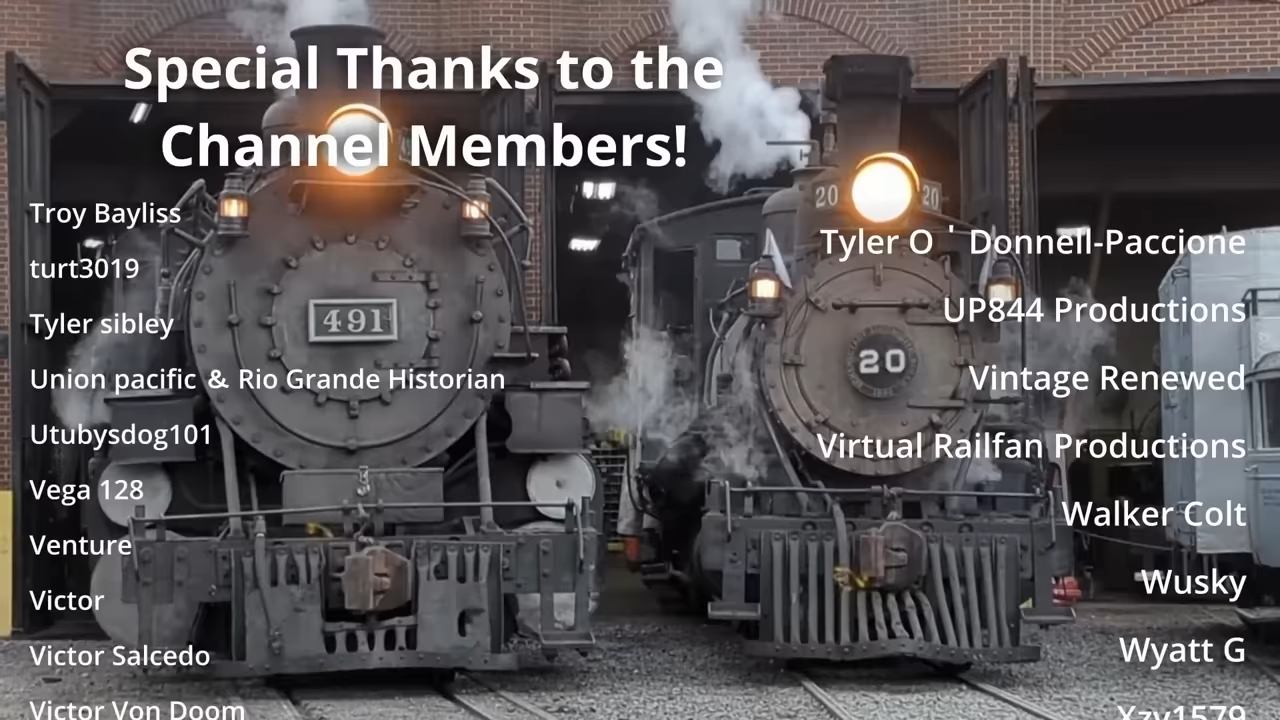 Special Thanks to the
Channel Members!
Troy Bayliss
turt3019
Tyler sibley
Union pacific & Rio Grande Historian
Utubysdog101
Vega 128
Venture
Victor
Victor Salcedo
Victor Von Doom
491
20 20
20
Tyler O ' Donnell-Paccione
UP844 Productions
Vintage Renewed
Virtual Railfan Productions
Walker Colt
Wusky
Wyatt G
Xzy1579